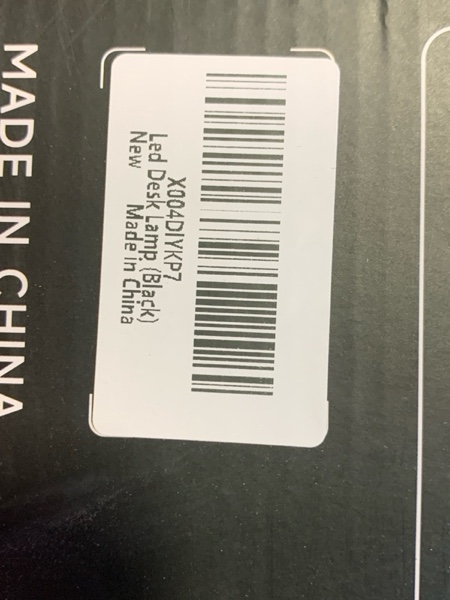 X004DIYKP7
Led Desk Lamp (Black)
New Made in China
MADE IN CHINA